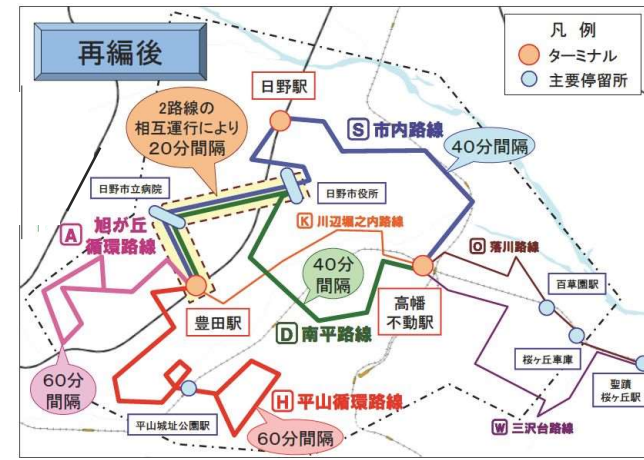 再編後
凡 例
ターミナル
主要停留所
日野駅
2路線の
相互運行により
20分間隔
S 市内路線
40分間隔
日野市立病院
日野市役所
A 旭が丘
循環路線
K 川辺堀之内路線
O 落川路線
40分
間隔
百草園駅
豊田駅
高幡
不動駅
D 南平路線
桜ヶ丘車庫
聖蹟
桜ヶ丘駅
60分
間隔
H 平山循環路線
平山城址公園駅
60分間隔
W 三沢台路線